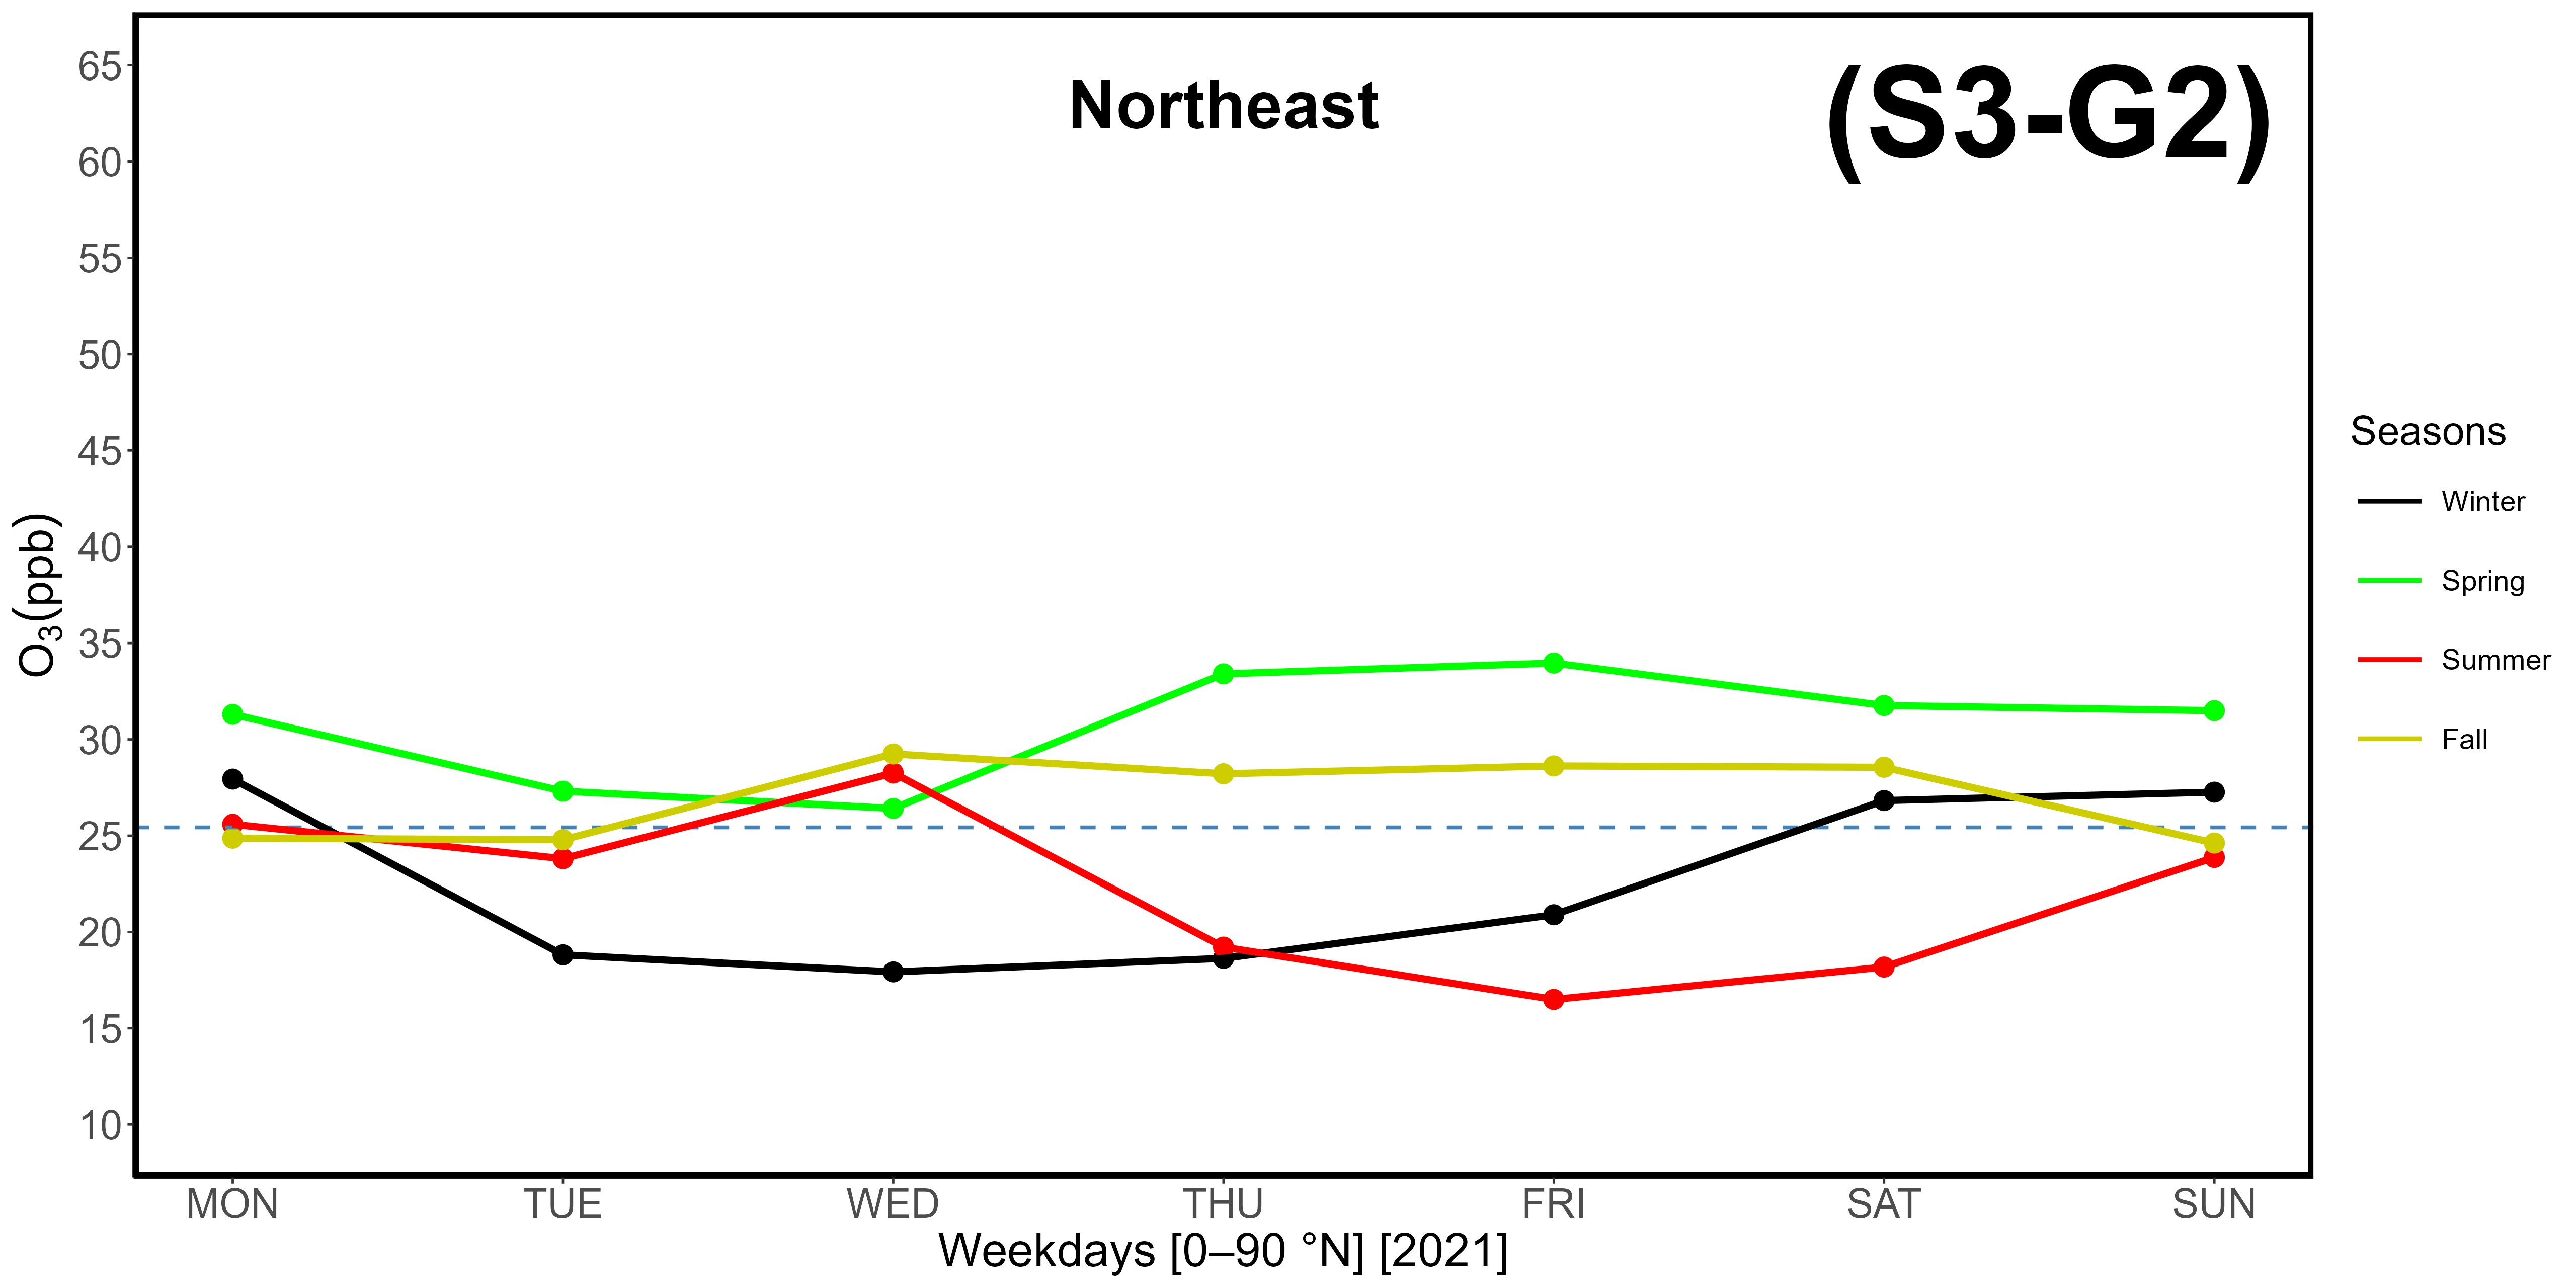 Northeast
(S3-G2)
65
60
55
50
45
40
35
30
25
20
15
10
O₃(ppb)
MON TUE WED THU FRI SAT SUN
Weekdays [0–90 °N] [2021]
Seasons
Winter
Spring
Summer
Fall